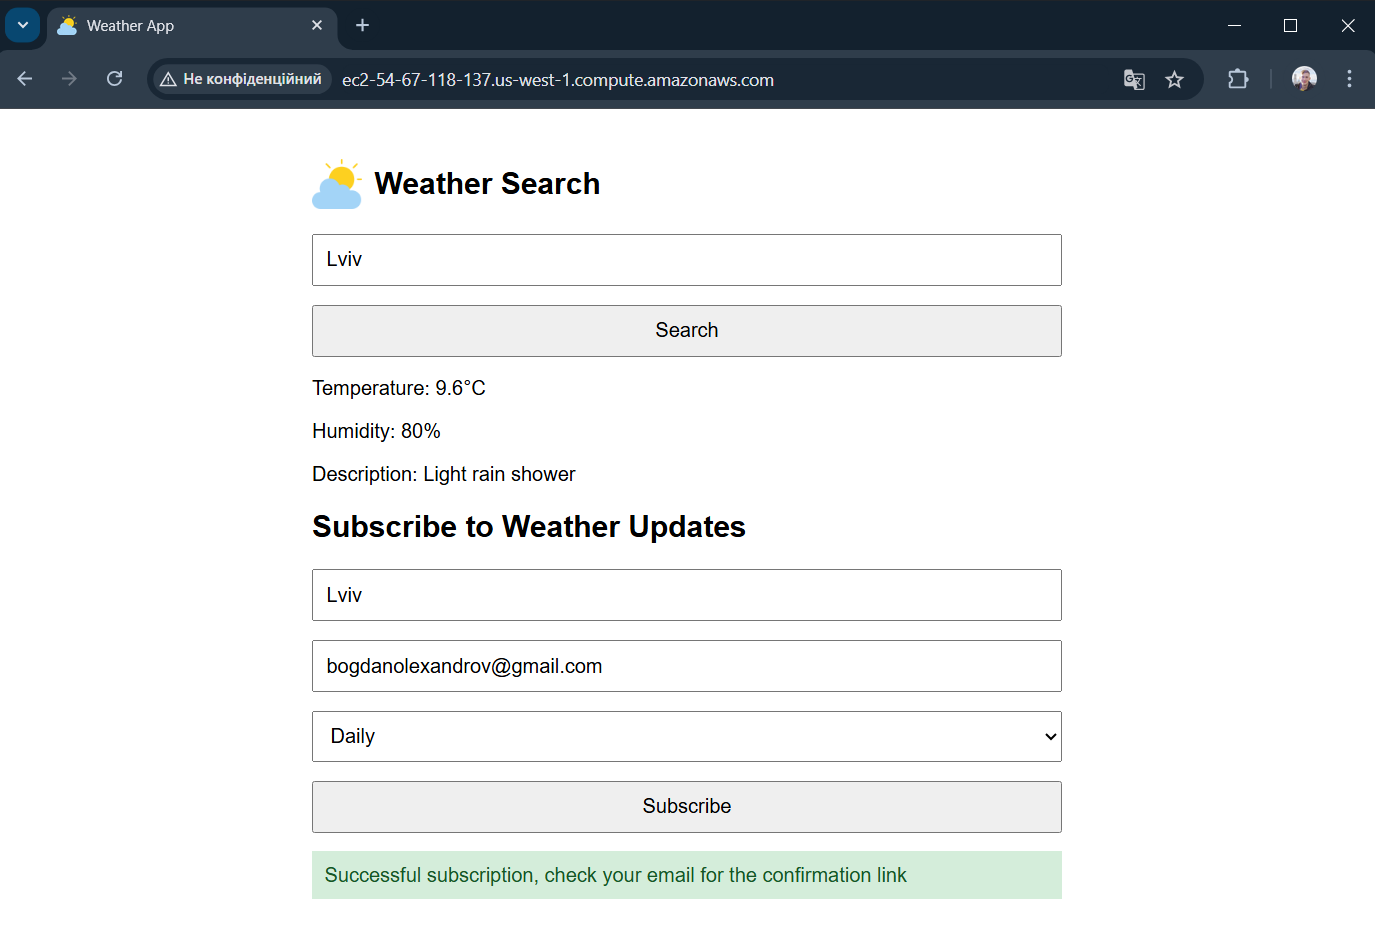 Weather App
Не конфіденційний
ec2-54-67-118-137.us-west-1.compute.amazonaws.com
Weather Search
Lviv
Search
Temperature: 9.6°C
Humidity: 80%
Description: Light rain shower
Subscribe to Weather Updates
Lviv
bogdanolexandrov@gmail.com
Daily
Subscribe
Successful subscription, check your email for the confirmation link